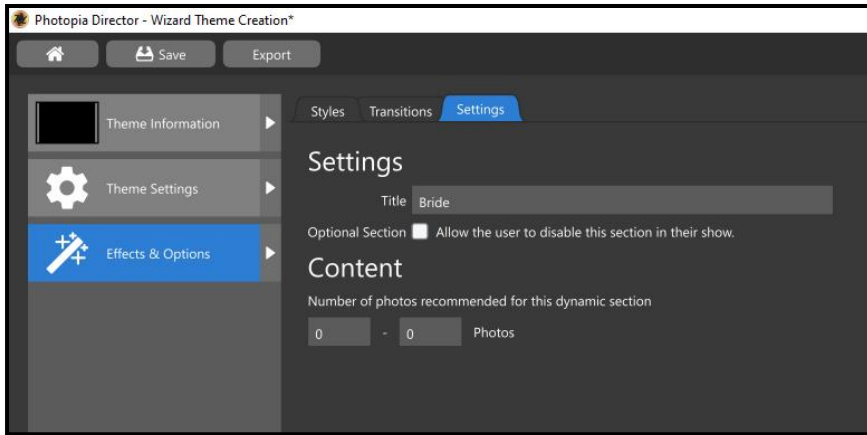 Photopia Director - Wizard Theme Creation*
Save
Export
Theme Information
Theme Settings
Effects & Options
Styles
Transitions
Settings
Settings
Title
Bride
Optional Section
Allow the user to disable this section in their show.
Content
Number of photos recommended for this dynamic section
0 - 0 Photos